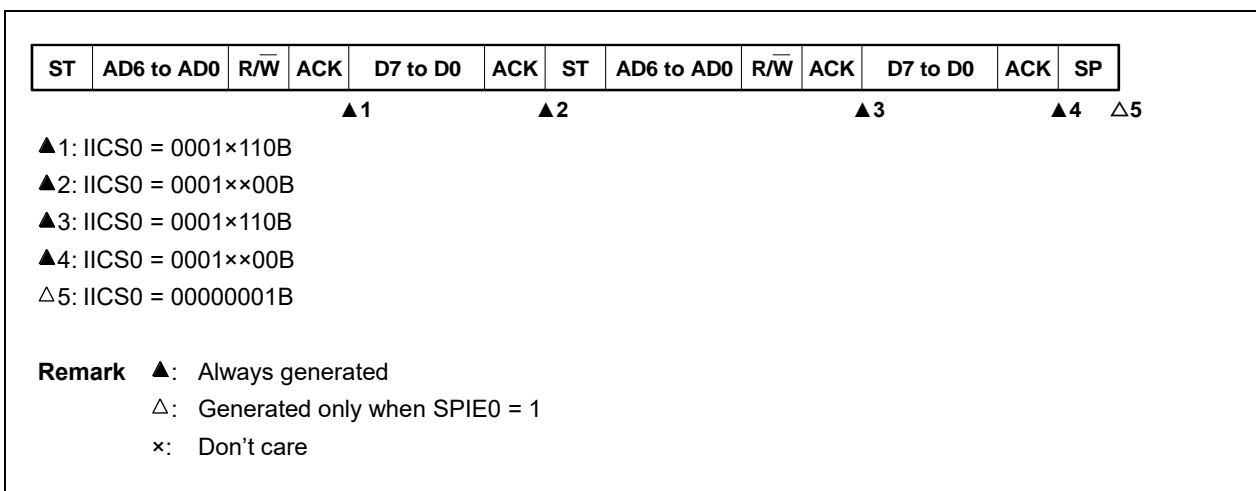 ST AD6 to AD0 R/W̅ ACK D7 to D0 ACK ST AD6 to AD0 R/W̅ ACK D7 to D0 ACK SP
▲1 ▲2 ▲3 ▲4 △5
▲1: IICS0 = 0001×110B
▲2: IICS0 = 0001××00B
▲3: IICS0 = 0001×110B
▲4: IICS0 = 0001××00B
△5: IICS0 = 00000001B
Remark ▲: Always generated
△: Generated only when SPIE0 = 1
×: Don't care